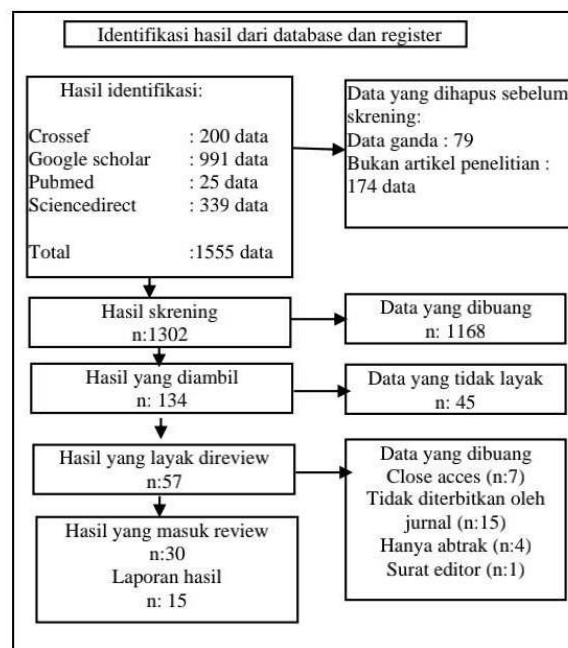 Identifikasi hasil dari database dan register
Hasil identifikasi:
Crossef : 200 data
Google scholar : 991 data
Pubmed : 25 data
Sciencedirect : 339 data
Total :1555 data
Data yang dihapus sebelum
skrening:
Data ganda : 79
Bukan artikel penelitian :
174 data
Hasil skrening
n:1302
Data yang dibuang
n: 1168
Hasil yang diambil
n: 134
Data yang tidak layak
n: 45
Hasil yang layak direview
n:57
Data yang dibuang
Close acces (n:7)
Tidak diterbitkan oleh
jurnal (n:15)
Hanya abtrak (n:4)
Surat editor (n:1)
Hasil yang masuk review
n:30
Laporan hasil
n: 15